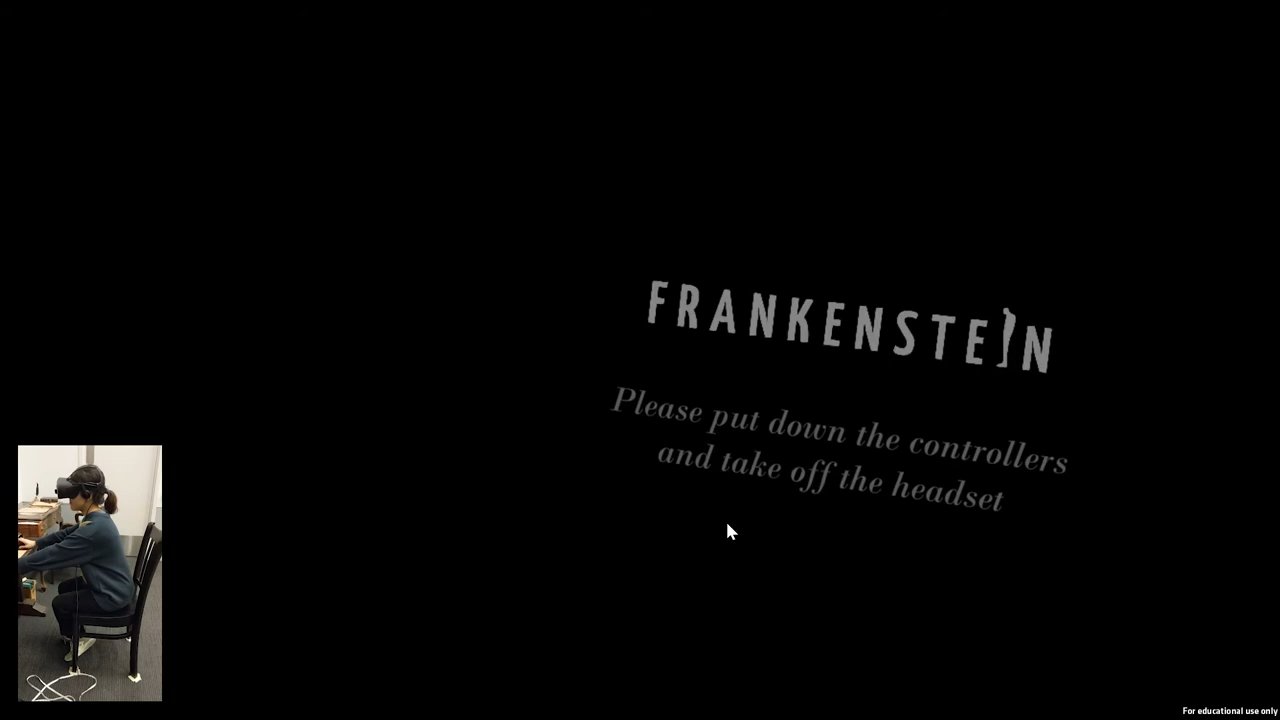 FRANKENSTEIN
Please put down the controllers
and take off the headset
For educational use only